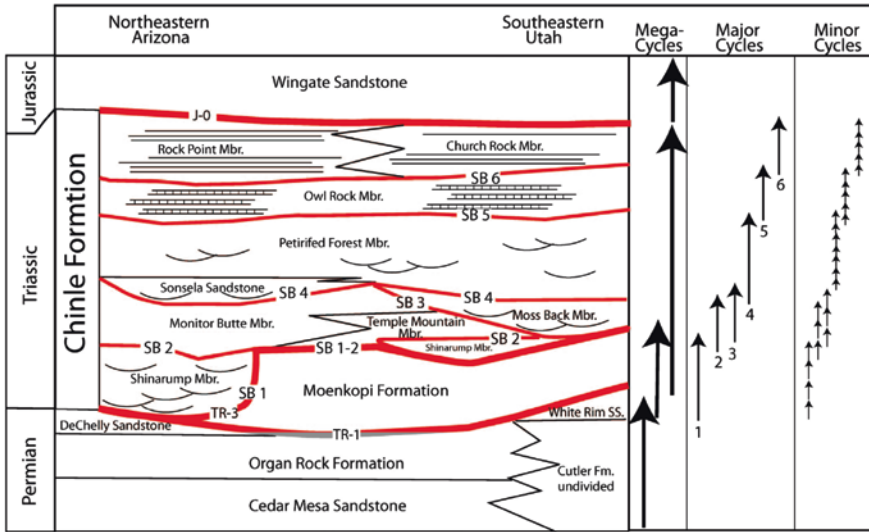 Northeastern Arizona
Southeastern Utah
Mega-Cycles
Major Cycles
Minor Cycles
Jurassic
Triassic
Permian
Chinle Formtion
Wingate Sandstone
J-0
Rock Point Mbr.
Church Rock Mbr.
SB 6
Owl Rock Mbr.
SB 5
Petirifed Forest Mbr.
Sonsela Sandstone
SB 4
SB 3
SB 4
Moss Back Mbr.
Monitor Butte Mbr.
Temple Mountain Mbr.
SB 2
SB 1-2
SB 2
Shinarump Mbr.
Shinarump Mbr.
SB 1
Moenkopi Formation
TR-3
White Rim SS.
DeChelly Sandstone
TR-1
Organ Rock Formation
Cutler Fm. undivided
Cedar Mesa Sandstone
6
5
4
2
3
1